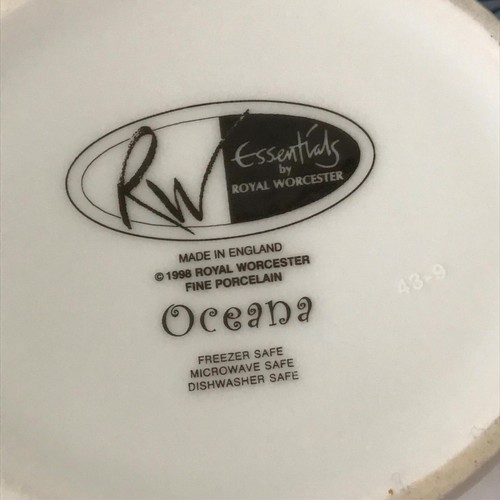 RW
Essentials
by
ROYAL WORCESTER
MADE IN ENGLAND
© 1998 ROYAL WORCESTER
FINE PORCELAIN
Oceana
43-9
FREEZER SAFE
MICROWAVE SAFE
DISHWASHER SAFE